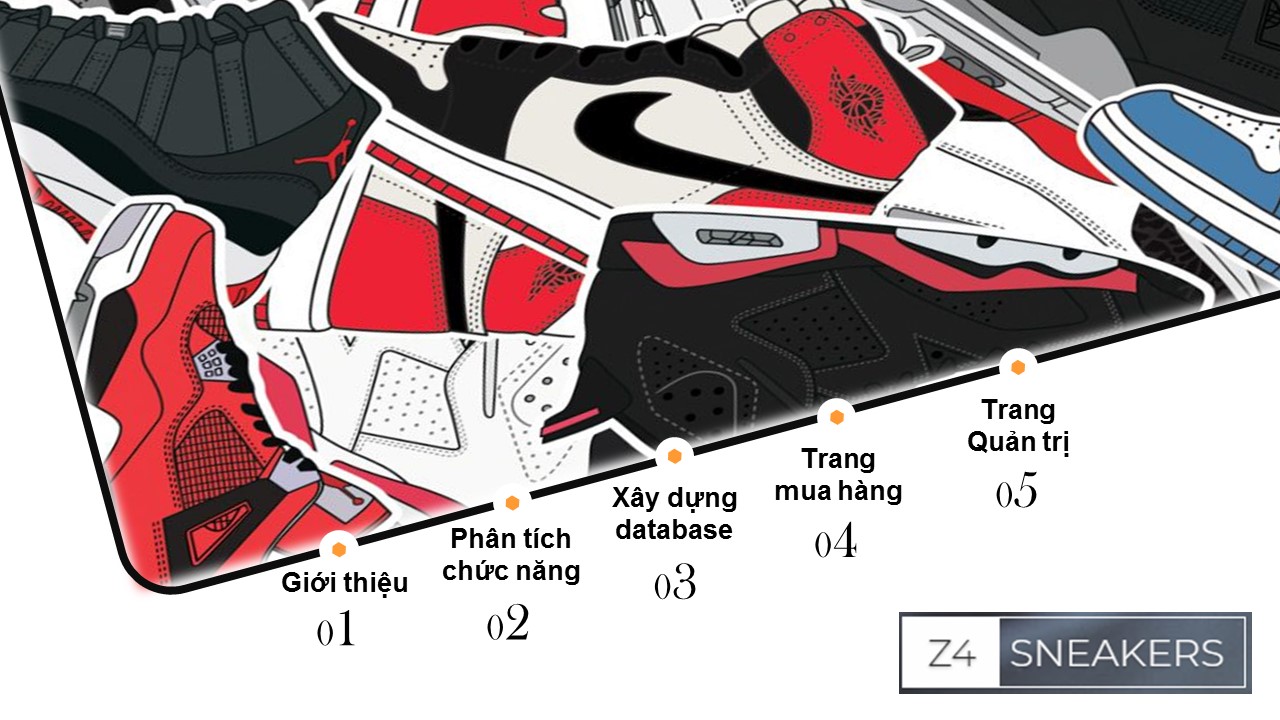 Giới thiệu
01
Phân tích
chức năng
02
Xây dựng
database
03
Trang
mua hàng
04
Trang
Quản trị
05
Z4 SNEAKERS